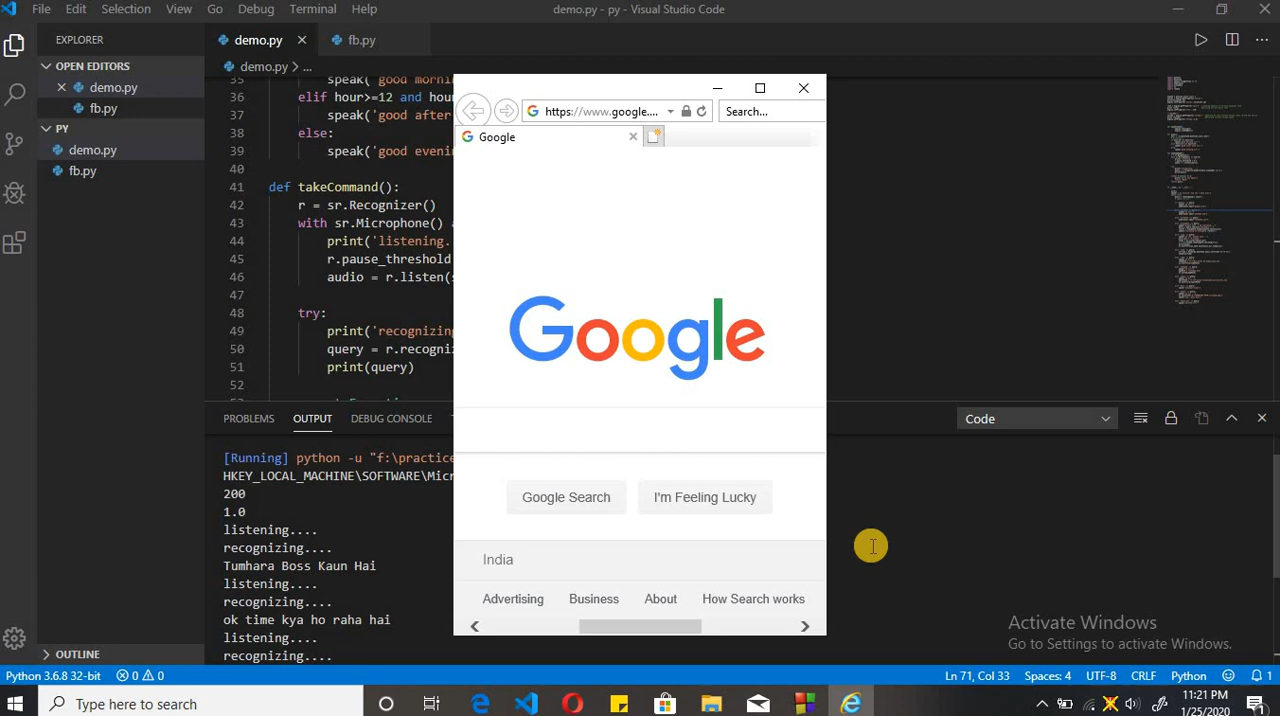 File Edit Selection View Go Debug Terminal Help
demo.py - py - Visual Studio Code
EXPLORER
OPEN EDITORS
demo.py
fb.py
PY
demo.py
fb.py
OUTLINE
demo.py
fb.py
demo.py > ...
35 speak('good morn
36 elif hour>=12 and hour
37 speak('good after
38 else:
39 speak('good eveni
40
41 def takeCommand():
42 r = sr.Recognizer()
43 with sr.Microphone() a
44 print('listening.
45 r.pause_threshold
46 audio = r.listen(s
47
48 try:
49 print('recognizing
50 query = r.recogniz
51 print(query)
52
https://www.google....
Search...
Google
Google
Google Search
I'm Feeling Lucky
India
Advertising Business About How Search works
PROBLEMS OUTPUT DEBUG CONSOLE
Code
[Running] python -u "f:\practice
HKEY_LOCAL_MACHINE\SOFTWARE\Micr
200
1.0
listening....
recognizing....
Tumhara Boss Kaun Hai
listening....
recognizing....
ok time kya ho raha hai
listening....
recognizing....
Activate Windows
Go to Settings to activate Windows.
Python 3.6.8 32-bit 0 0
Ln 71, Col 33 Spaces: 4 UTF-8 CRLF Python 1
Type here to search
11:21 PM
1/25/2020